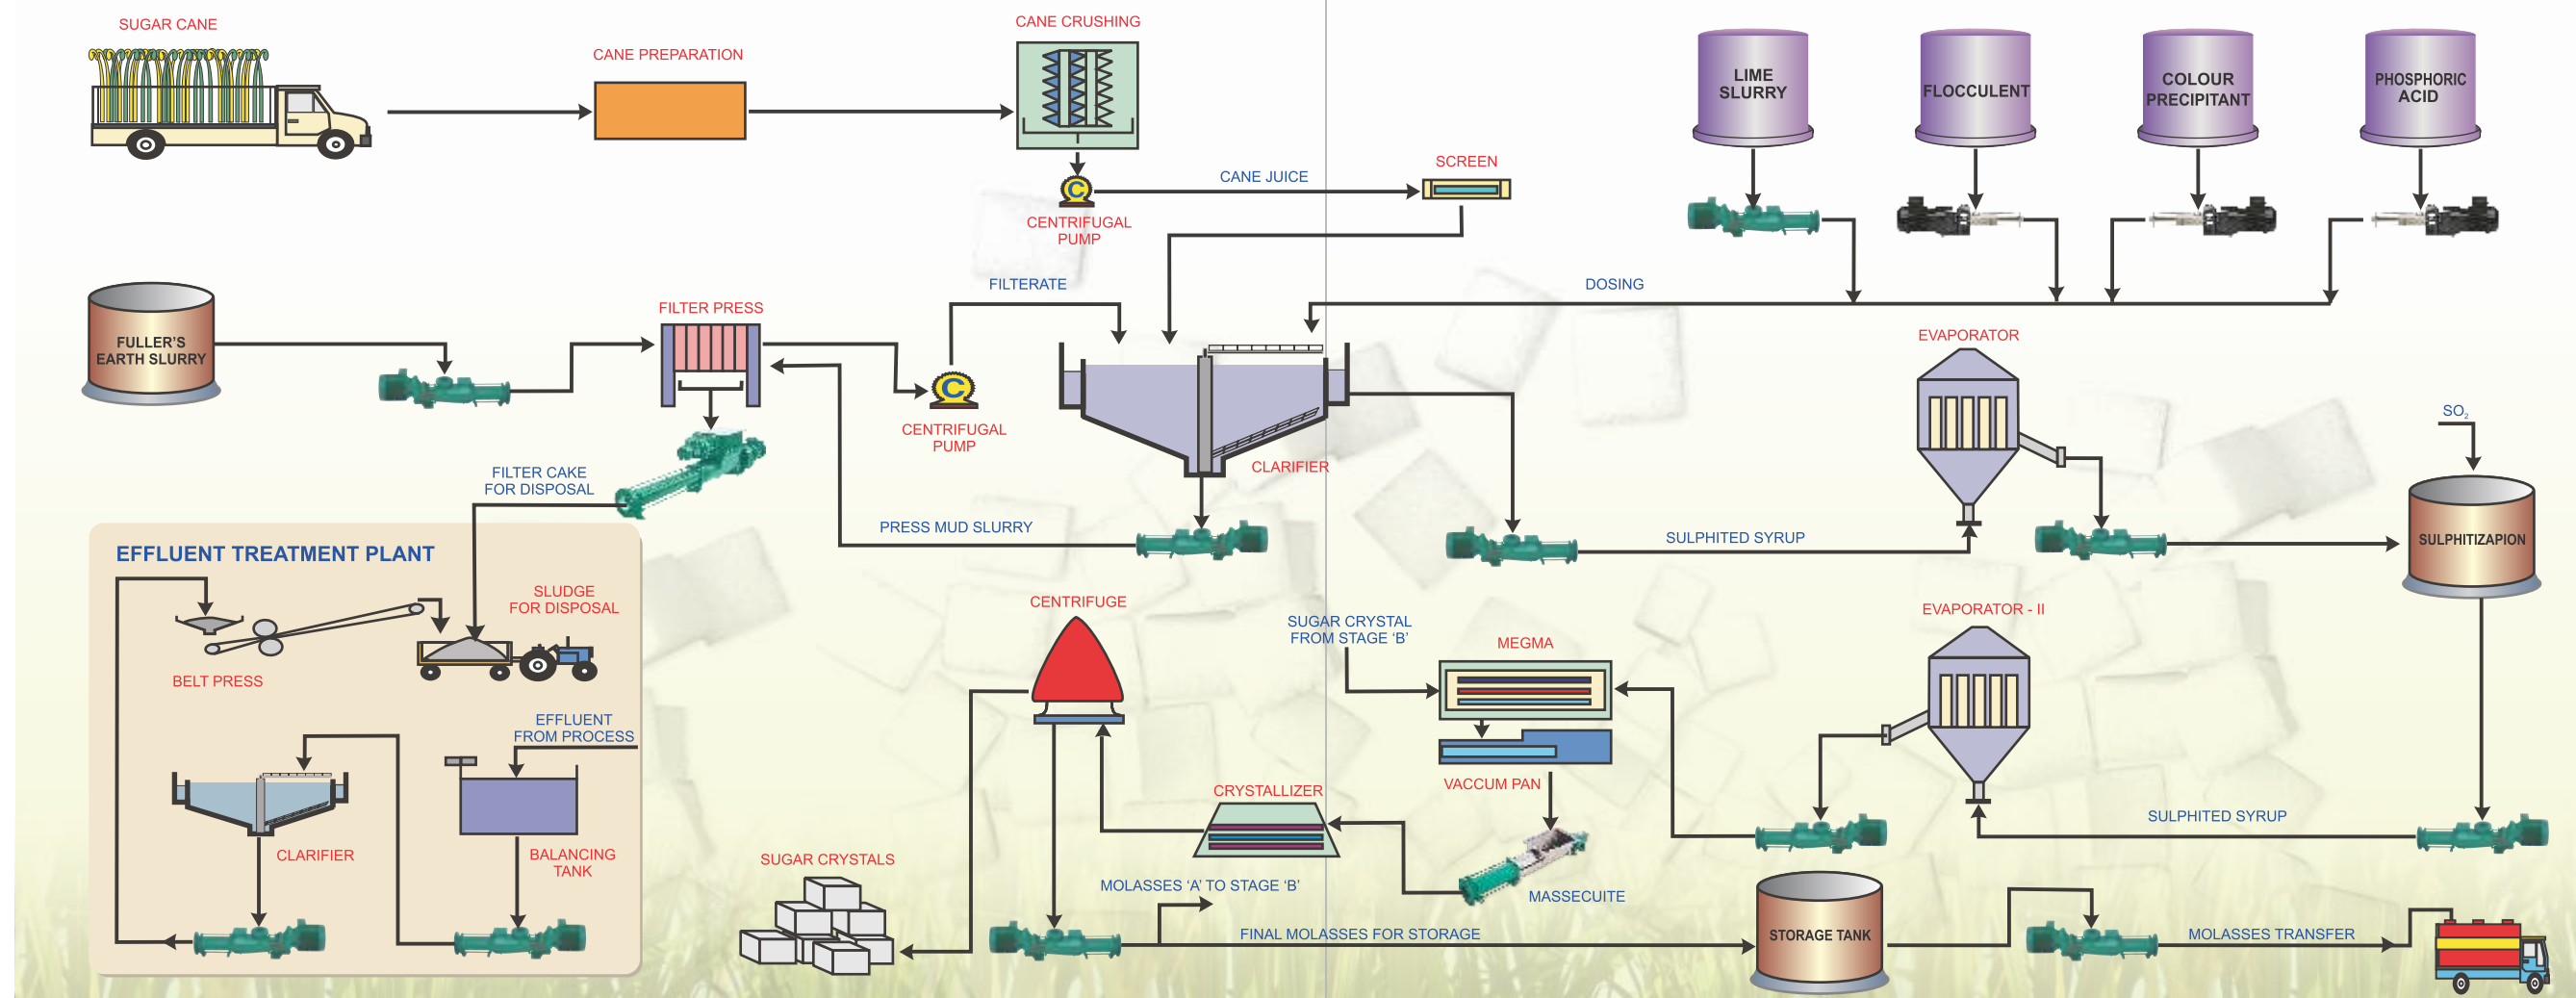 SUGAR CANE
CANE PREPARATION
CANE CRUSHING
LIME
SLURRY
FLOCCULENT
COLOUR
PRECIPITANT
PHOSPHORIC
ACID
C
CENTRIFUGAL
PUMP
CANE JUICE
SCREEN
FULLER'S
EARTH SLURRY
FILTER PRESS
FILTERATE
DOSING
C
CENTRIFUGAL
PUMP
CLARIFIER
EVAPORATOR
SO2
FILTER CAKE
FOR DISPOSAL
PRESS MUD SLURRY
SULPHITED SYRUP
SULPHITIZAPION
EFFLUENT TREATMENT PLANT
SLUDGE
FOR DISPOSAL
BELT PRESS
EFFLUENT
FROM PROCESS
CLARIFIER
BALANCING
TANK
CENTRIFUGE
SUGAR CRYSTAL
FROM STAGE 'B'
MEGMA
EVAPORATOR - II
VACCUM PAN
CRYSTALLIZER
SULPHITED SYRUP
SUGAR CRYSTALS
MOLASSES 'A' TO STAGE 'B'
MASSECUITE
FINAL MOLASSES FOR STORAGE
STORAGE TANK
MOLASSES TRANSFER